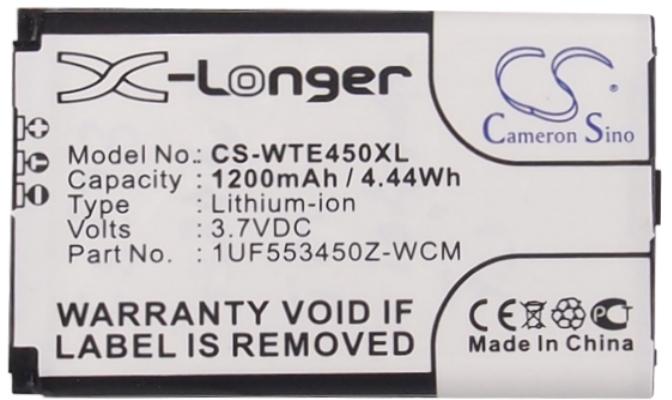 X-Longer
CS
Cameron Sino
Model No.: CS-WTE450XL
Capacity : 1200mAh / 4.44Wh
Type : Lithium-ion
Volts : 3.7VDC
Part No. : 1UF553450Z-WCM
WARRANTY VOID IF
LABEL IS REMOVED
CE
Made in China